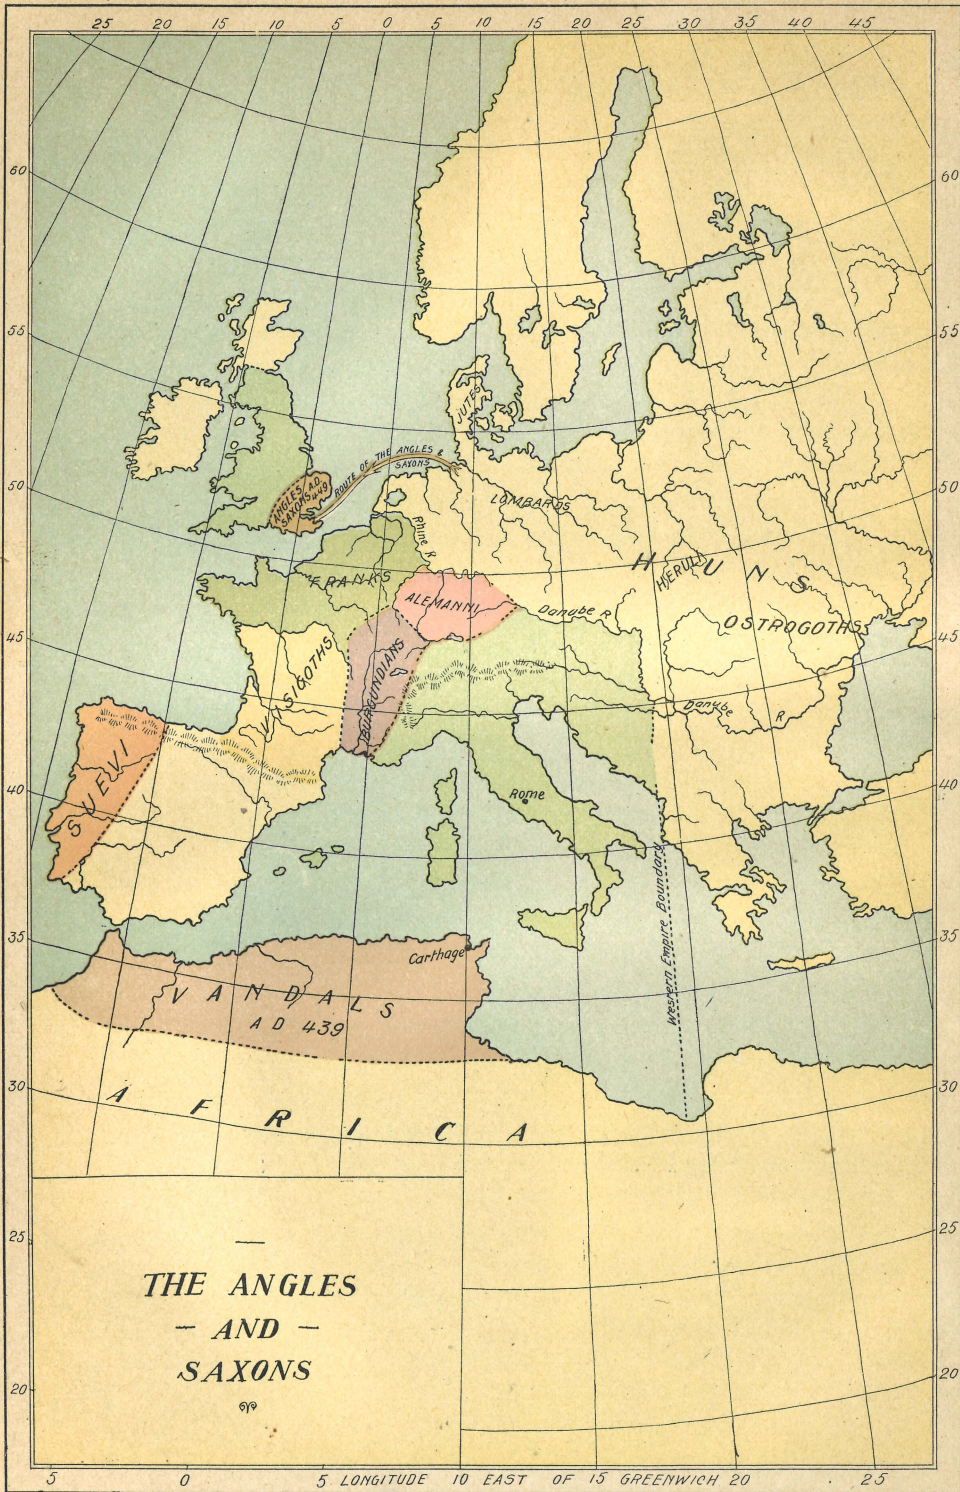 25 20 15 10 5 0 5 10 15 20 25 30 35 40 45
60 60
55 55
JUTES
ROUTE OF THE ANGLES &
SAXONS
ANGLES
SAXONS
A.D.
449
50 50
LOMBARDS
Rhine R
HUNS
HERULI
FRANKS
ALEMANNI
Danube R
OSTROGOTHS
45 45
VISIGOTHS
BURGUNDIANS
Danube R
SUEVI
40 40
Rome
Western Empire Boundary
35 35
Carthage
VANDALS
AD 439
30 30
AFRICA
25 25
THE ANGLES
— AND —
SAXONS
20 20
5 0 5 LONGITUDE 10 EAST OF 15 GREENWICH 20 25